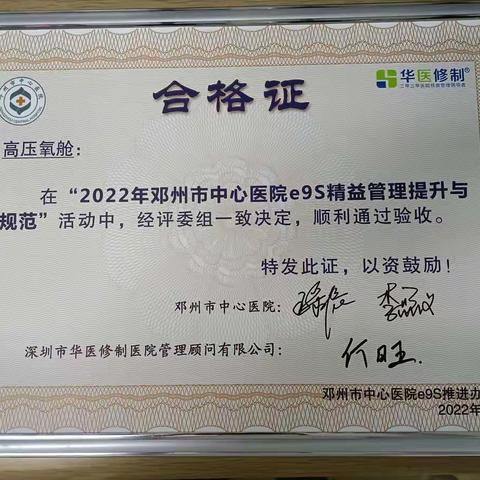 华医修制®
合格证
高压氧舱：
在“2022年邓州市中心医院e9S精益管理提升与
规范”活动中，经评委组一致决定，顺利通过验收。
特发此证，以资鼓励！
邓州市中心医院：
深圳市华医修制医院管理顾问有限公司：
邓州市中心医院e9S推进办
2022年